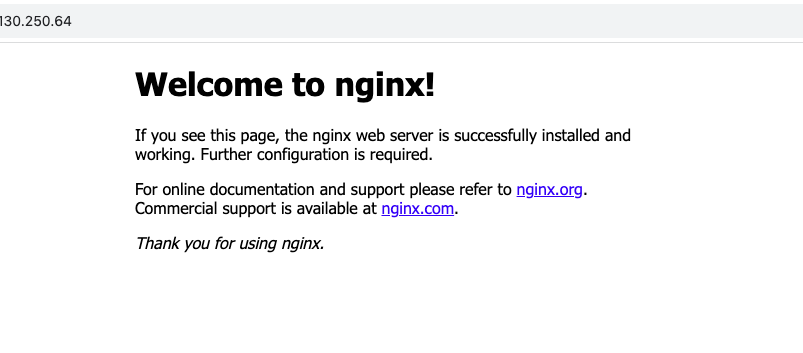 130.250.64
Welcome to nginx!
If you see this page, the nginx web server is successfully installed and
working. Further configuration is required.
For online documentation and support please refer to nginx.org.
Commercial support is available at nginx.com.
Thank you for using nginx.